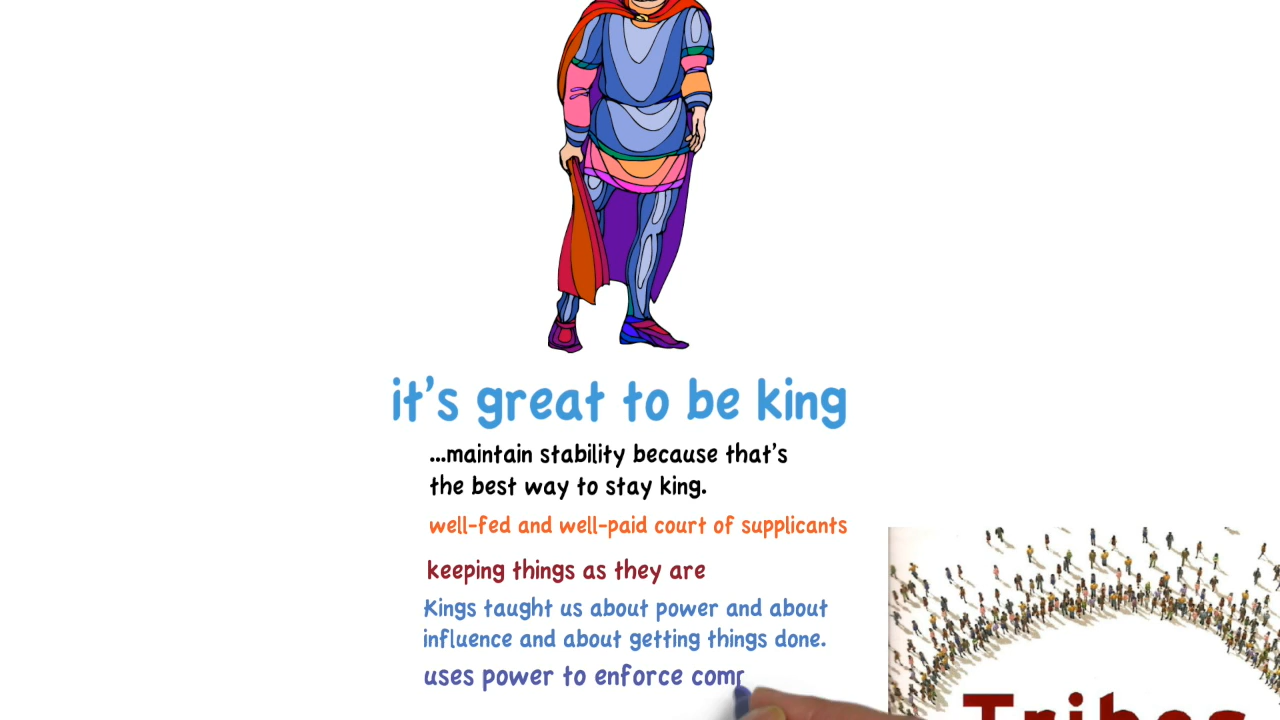 it's great to be king
...maintain stability because that's
the best way to stay king.
well-fed and well-paid court of supplicants
keeping things as they are
Kings taught us about power and about
influence and about getting things done.
uses power to enforce com
Tribes